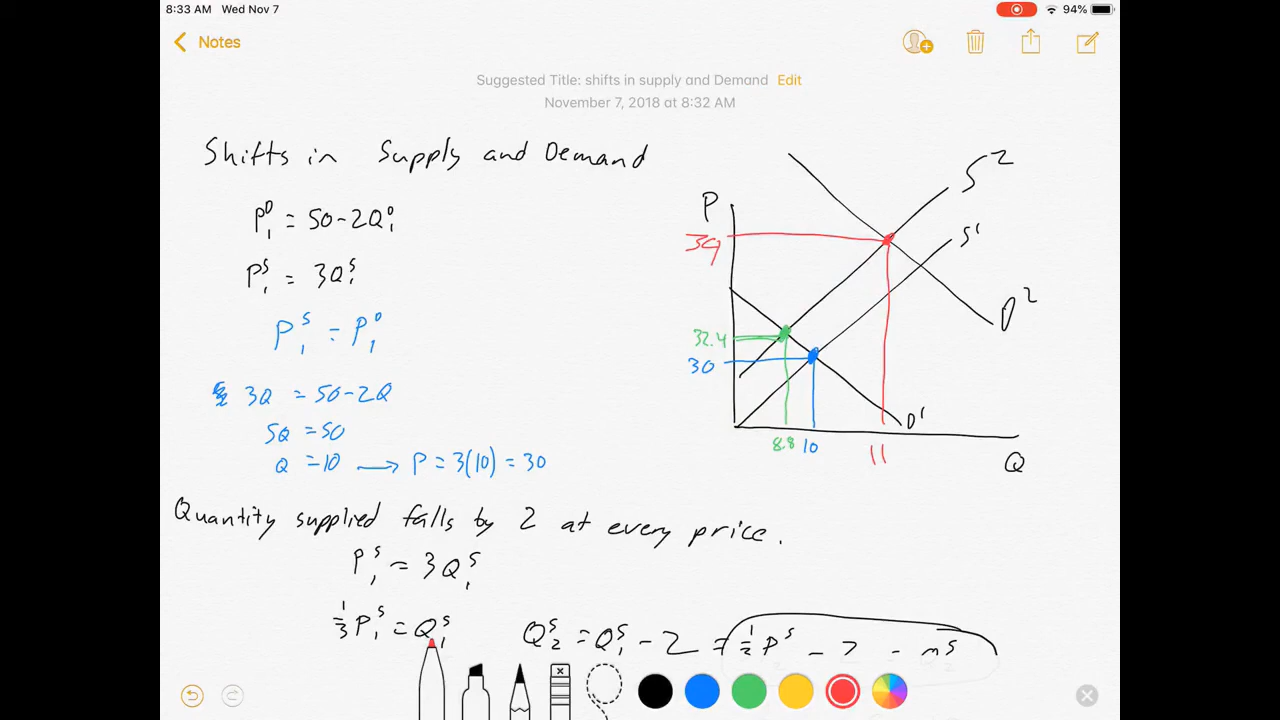 8:33 AM Wed Nov 7
94%
Notes
Suggested Title: shifts in supply and Demand Edit
November 7, 2018 at 8:32 AM
Shifts in Supply and Demand
P₁ᴰ = 50-2Q₁ᴰ
P₁ˢ = 3Q₁ˢ
P₁ˢ = P₁ᴰ
3Q = 50-2Q
5Q = 50
Q = 10 → P = 3(10) = 30
P
S²
S¹
39
D²
32.4
30
D¹
8.8 10 11
Q
Quantity supplied falls by 2 at every price.
P₁ˢ = 3Q₁ˢ
⅓P₁ˢ = Q₁ˢ Q₂ˢ = Q₁ˢ - 2 =